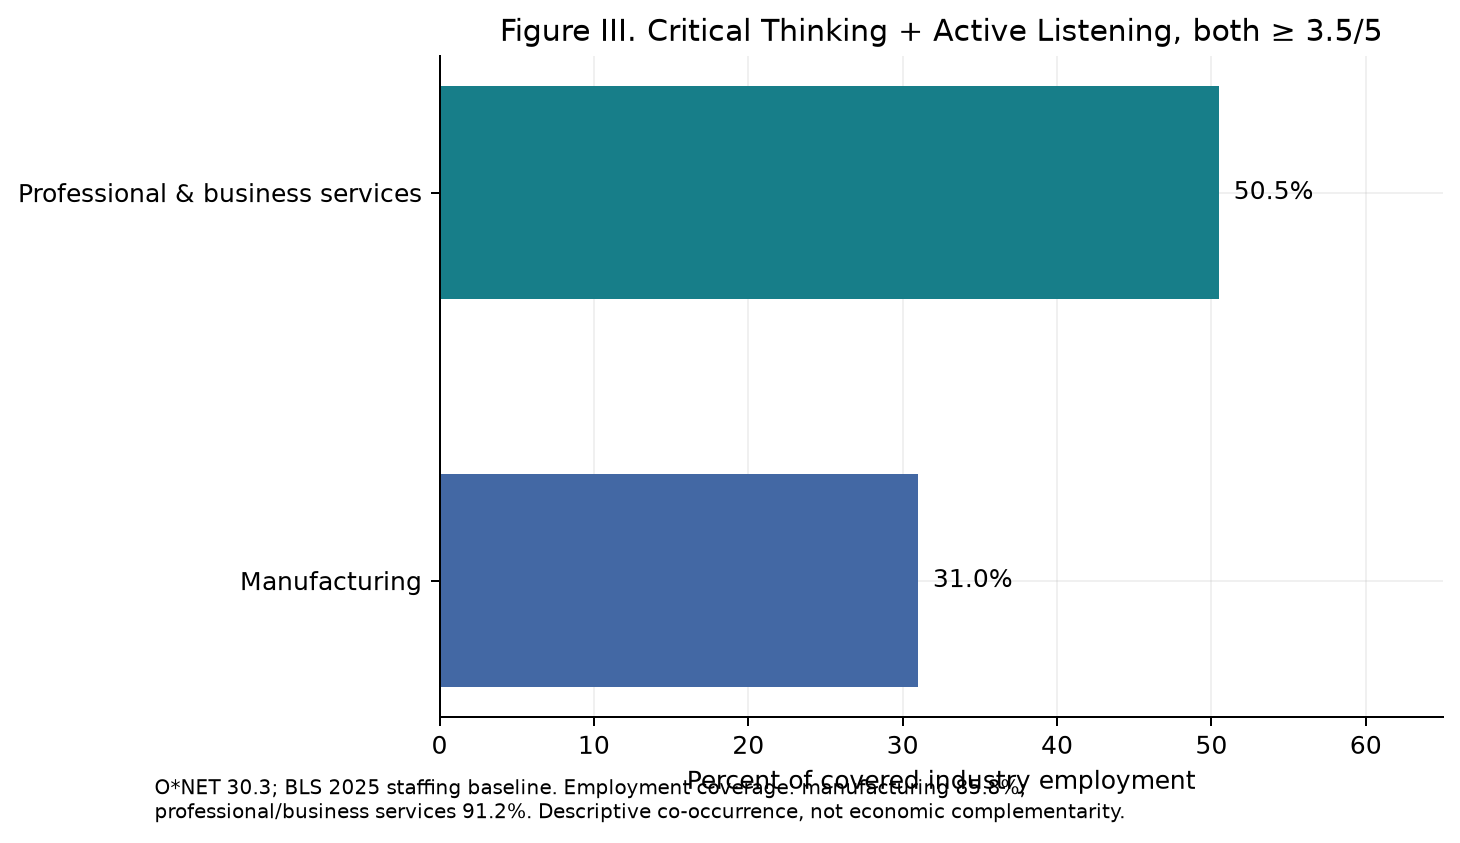 Figure III. Critical Thinking + Active Listening, both ≥ 3.5/5
Professional & business services
50.5%
Manufacturing
31.0%
0 10 20 30 40 50 60
Percent of covered industry employment
O*NET 30.3; BLS 2025 staffing baseline. Employment coverage: manufacturing 85.8%;
professional/business services 91.2%. Descriptive co-occurrence, not economic complementarity.